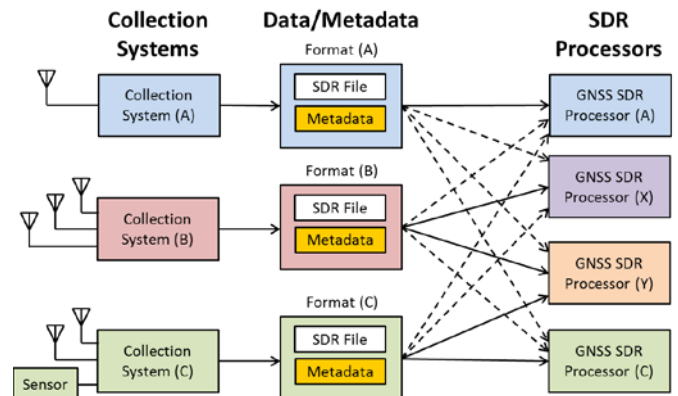 Collection
Systems
Data/Metadata
SDR
Processors
Format (A)
Collection
System (A)
SDR File
Metadata
GNSS SDR
Processor (A)
Format (B)
Collection
System (B)
SDR File
Metadata
GNSS SDR
Processor (X)
GNSS SDR
Processor (Y)
Format (C)
Collection
System (C)
Sensor
SDR File
Metadata
GNSS SDR
Processor (C)